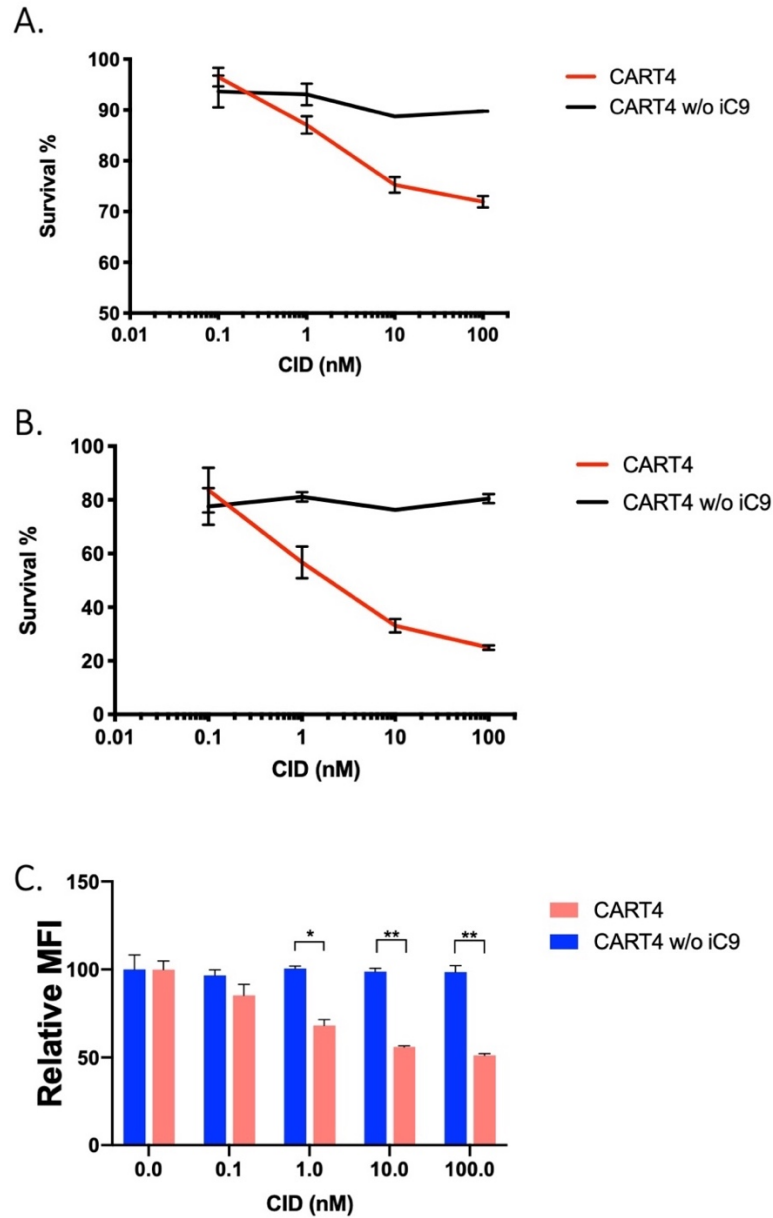 A.
100
90
80
70
60
50
Survival %
0.01 0.1 1 10 100
CID (nM)
CART4
CART4 w/o iC9
B.
100
80
60
40
20
0
Survival %
0.01 0.1 1 10 100
CID (nM)
CART4
CART4 w/o iC9
C.
150
100
50
0
Relative MFI
* ** **
0.0 0.1 1.0 10.0 100.0
CID (nM)
CART4
CART4 w/o iC9